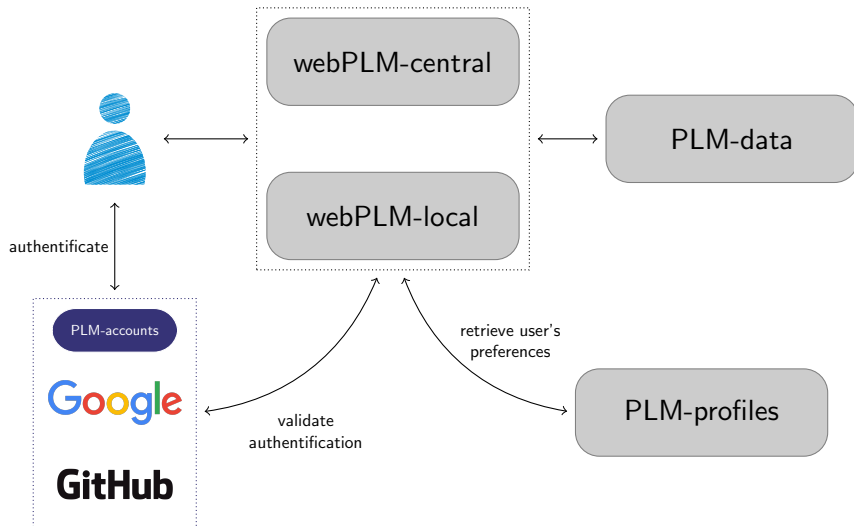 webPLM-central
PLM-data
webPLM-local
authentificate
PLM-accounts
Google
GitHub
retrieve user's
preferences
validate
authentification
PLM-profiles